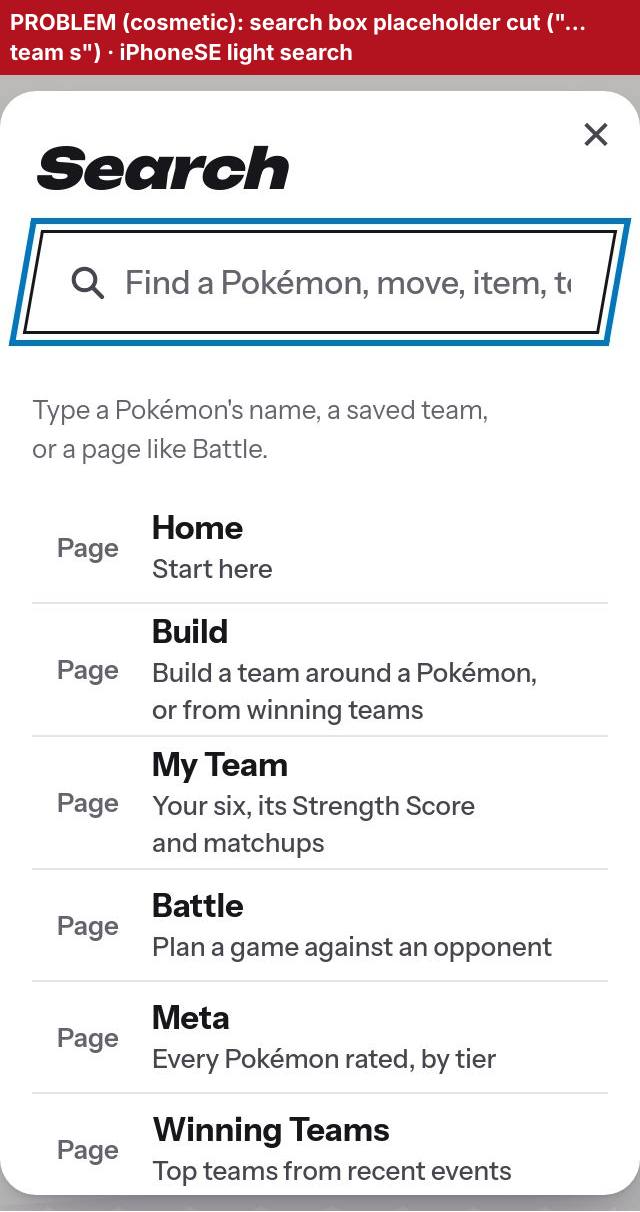 PROBLEM (cosmetic): search box placeholder cut ("...
team s") · iPhoneSE light search
Search
Find a Pokémon, move, item,
Type a Pokémon's name, a saved team,
or a page like Battle.
Page
Home
Start here
Page
Build
Build a team around a Pokémon,
or from winning teams
Page
My Team
Your six, its Strength Score
and matchups
Page
Battle
Plan a game against an opponent
Page
Meta
Every Pokémon rated, by tier
Page
Winning Teams
Top teams from recent events